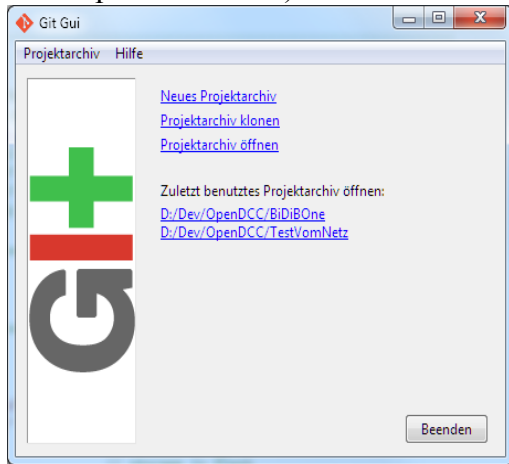 Git Gui
Projektarchiv Hilfe
Neues Projektarchiv
Projektarchiv klonen
Projektarchiv öffnen
Zuletzt benutztes Projektarchiv öffnen:
D:/Dev/OpenDCC/BiDiBOne
D:/Dev/OpenDCC/TestVomNetz
GIt
Beenden